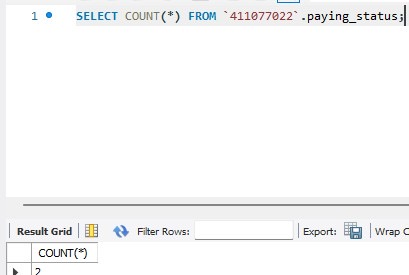 1 SELECT COUNT(*) FROM `411077022`.paying_status;
Result Grid Filter Rows: Export: Wrap C
COUNT(*)
2